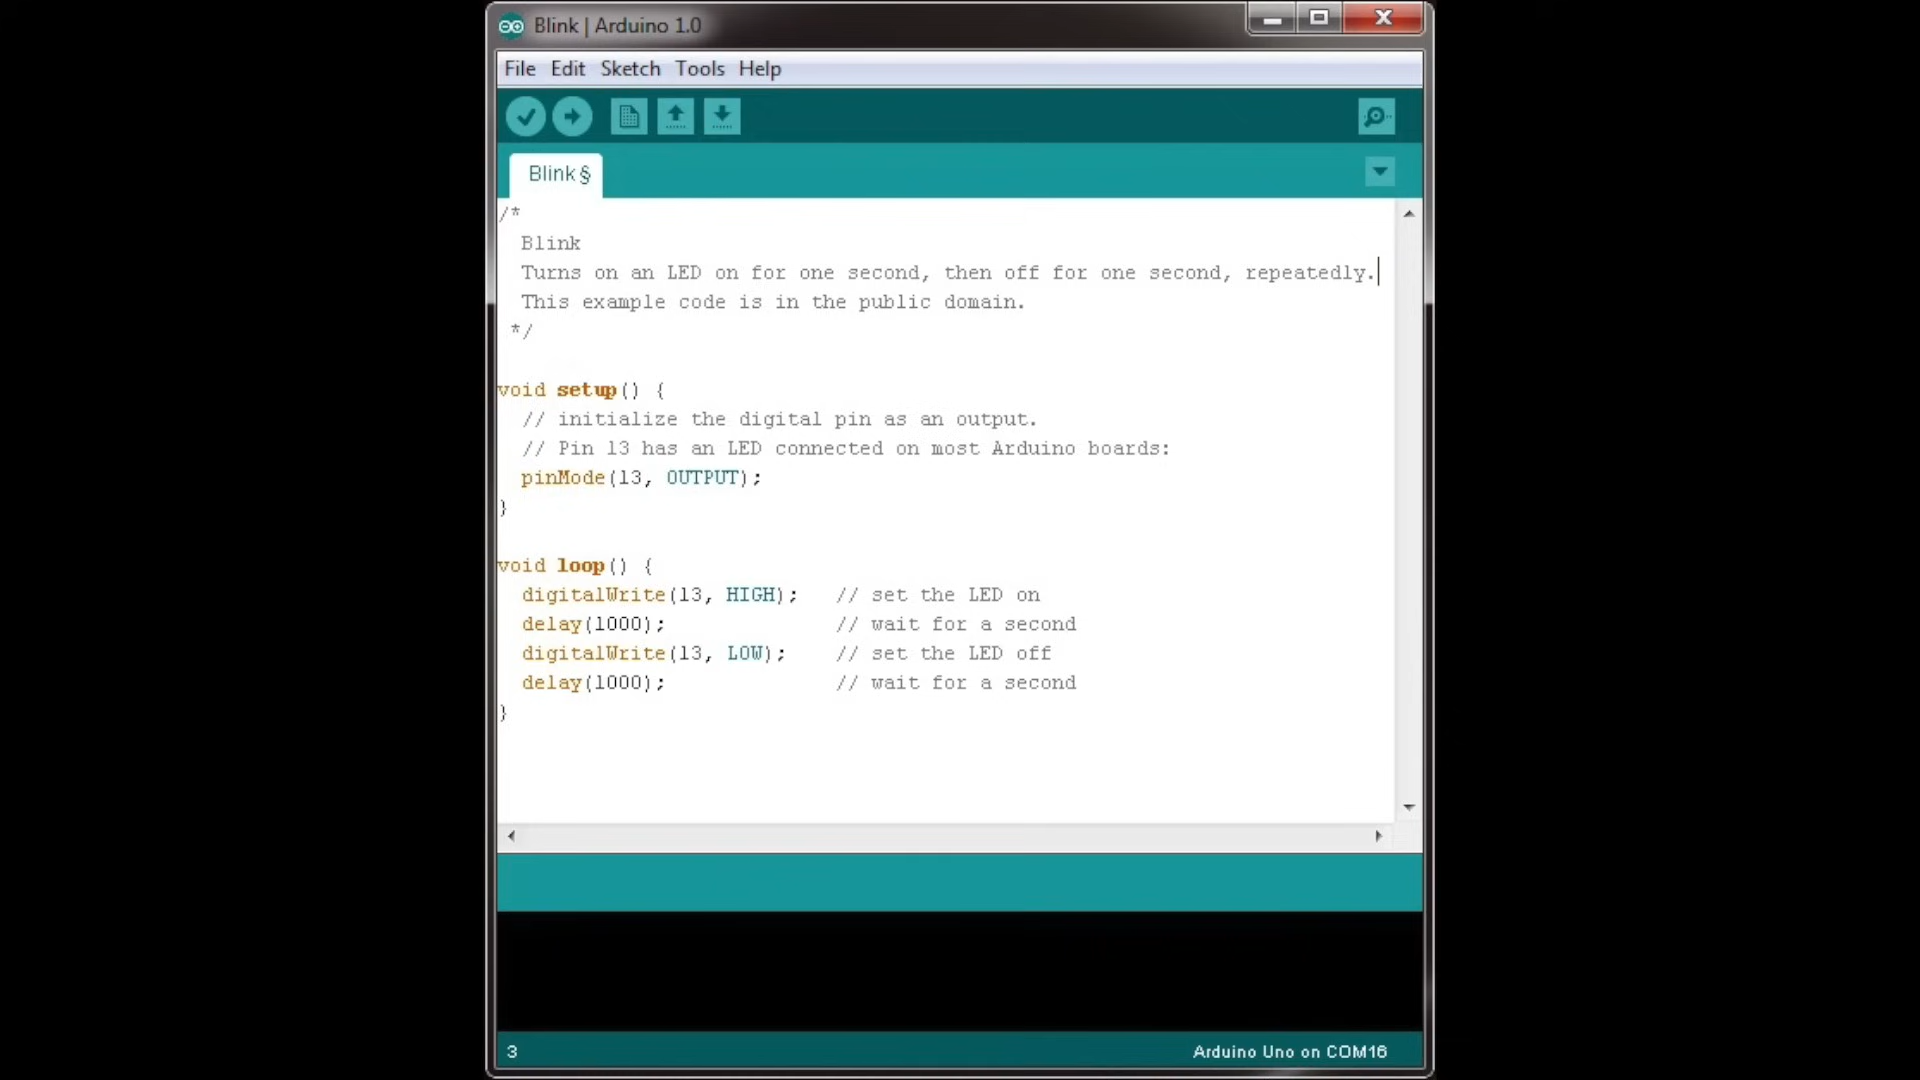 Blink | Arduino 1.0
File Edit Sketch Tools Help
Blink §
/*
  Blink
  Turns on an LED on for one second, then off for one second, repeatedly.
  This example code is in the public domain.
 */
void setup() {
  // initialize the digital pin as an output.
  // Pin 13 has an LED connected on most Arduino boards:
  pinMode(13, OUTPUT);
}
void loop() {
  digitalWrite(13, HIGH);   // set the LED on
  delay(1000);              // wait for a second
  digitalWrite(13, LOW);    // set the LED off
  delay(1000);              // wait for a second
}
3 Arduino Uno on COM16